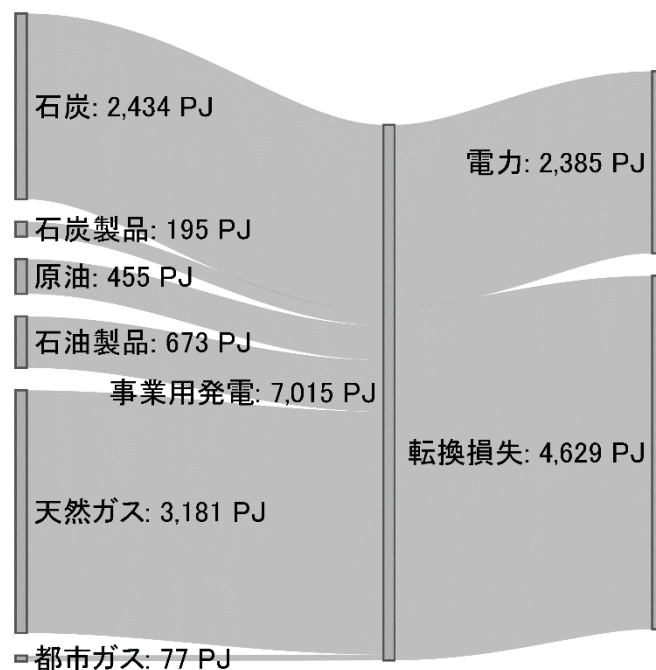 石炭: 2,434 PJ
電力: 2,385 PJ
石炭製品: 195 PJ
原油: 455 PJ
石油製品: 673 PJ
事業用発電: 7,015 PJ
転換損失: 4,629 PJ
天然ガス: 3,181 PJ
都市ガス: 77 PJ